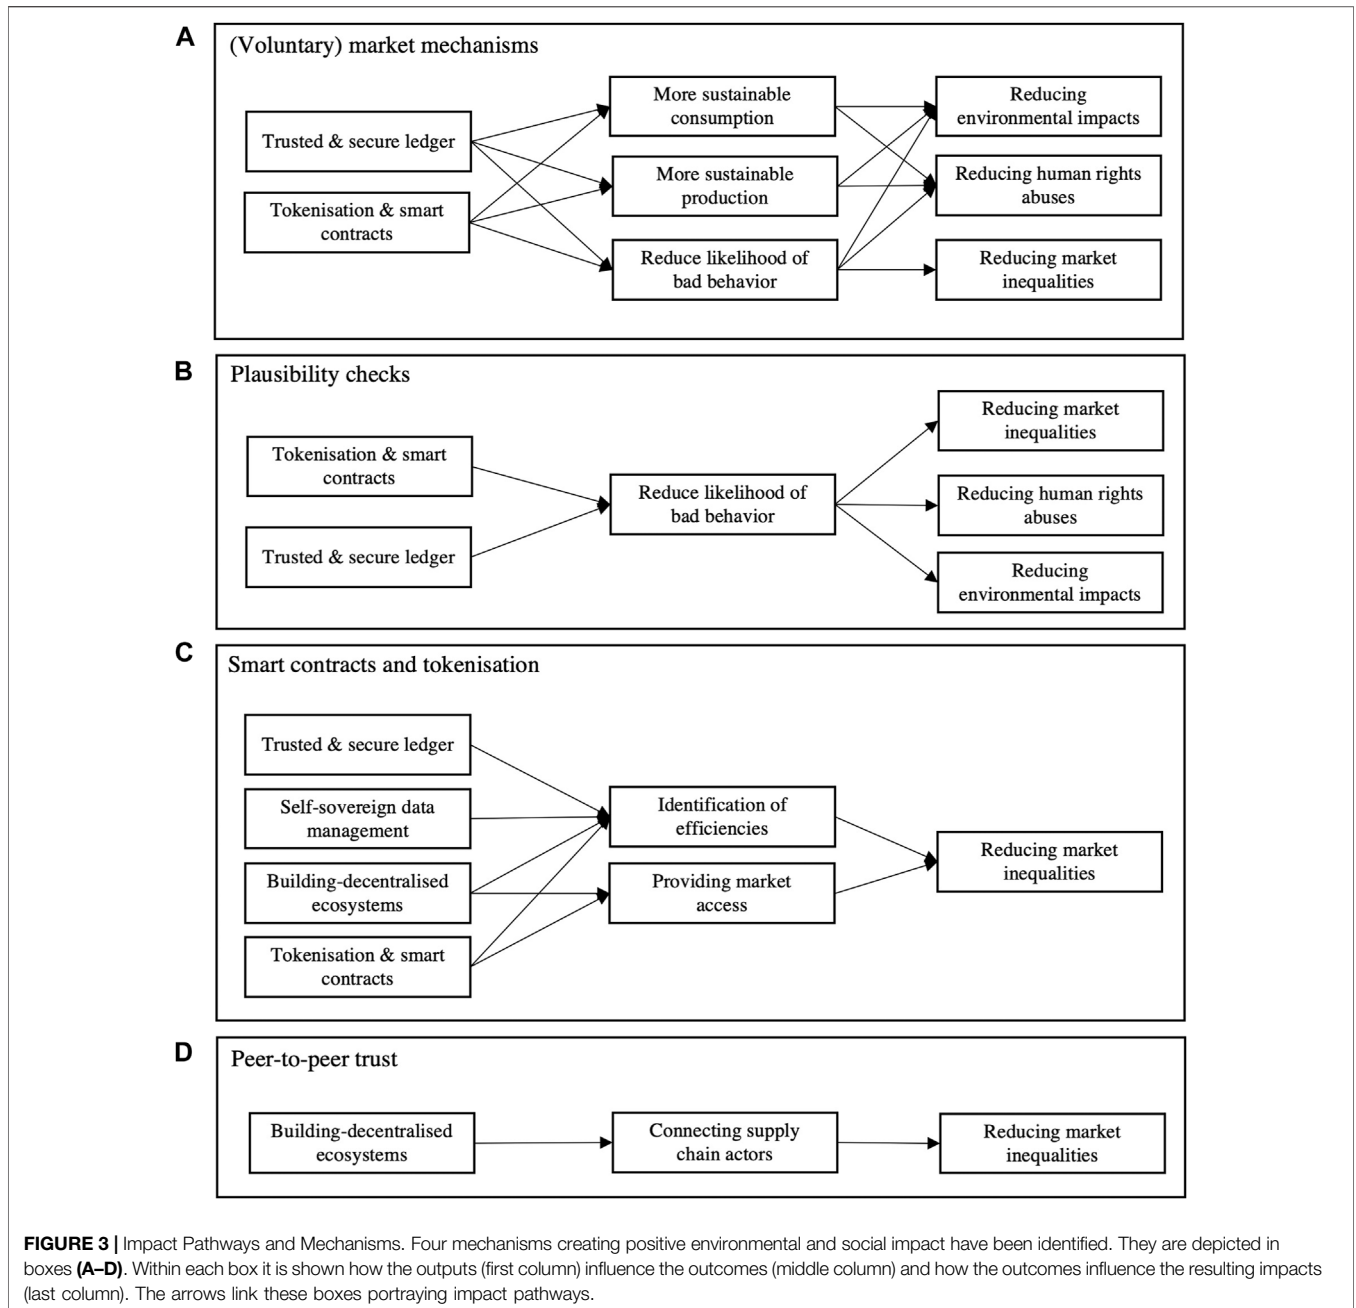 A
(Voluntary) market mechanisms
Trusted & secure ledger
Tokenisation & smart
contracts
More sustainable
consumption
More sustainable
production
Reduce likelihood of
bad behavior
Reducing
environmental impacts
Reducing human rights
abuses
Reducing market
inequalities
B
Plausibility checks
Tokenisation & smart
contracts
Trusted & secure ledger
Reduce likelihood of
bad behavior
Reducing market
inequalities
Reducing human rights
abuses
Reducing
environmental impacts
C
Smart contracts and tokenisation
Trusted & secure ledger
Self-sovereign data
management
Building-decentralised
ecosystems
Tokenisation & smart
contracts
Identification of
efficiencies
Providing market
access
Reducing market
inequalities
D
Peer-to-peer trust
Building-decentralised
ecosystems
Connecting supply
chain actors
Reducing market
inequalities
FIGURE 3 | Impact Pathways and Mechanisms. Four mechanisms creating positive environmental and social impact have been identified. They are depicted in
boxes (A–D). Within each box it is shown how the outputs (first column) influence the outcomes (middle column) and how the outcomes influence the resulting impacts
(last column). The arrows link these boxes portraying impact pathways.